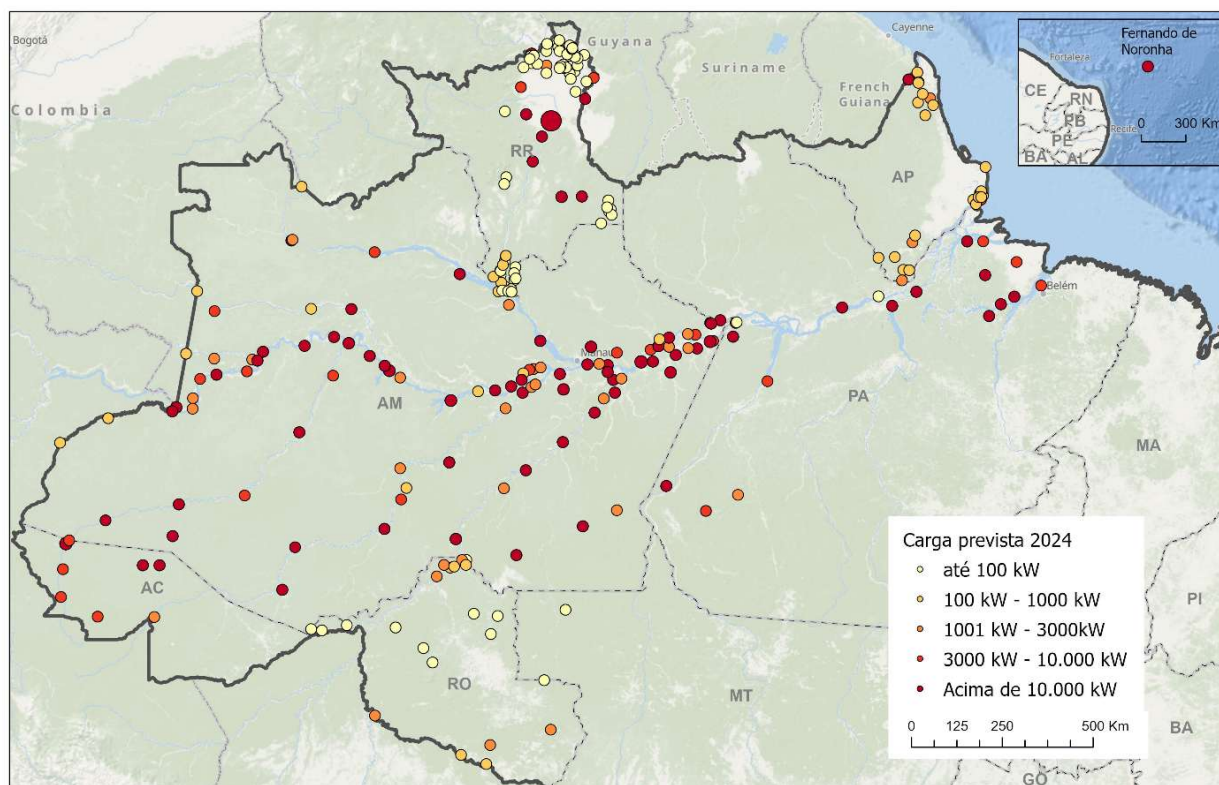 Bogotá
Colombia
Guyana
Suriname
Cayenne
French
Guiana
RR
AP
AM
Manau
Belém
PA
MA
AC
RO
MT
PI
BA
GO
Fernando de
Noronha
Fortaleza
CE
RN
PB
PE
Recife
BA
AL
0 300 Km
Carga prevista 2024
até 100 kW
100 kW - 1000 kW
1001 kW - 3000kW
3000 kW - 10.000 kW
Acima de 10.000 kW
0 125 250 500 Km